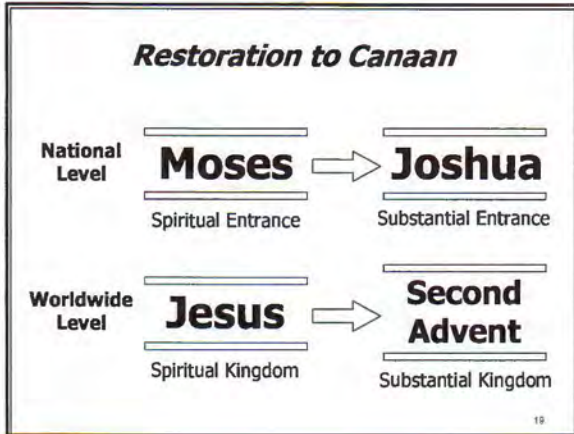 Restoration to Canaan
National
Level
Moses
Joshua
Spiritual Entrance
Substantial Entrance
Worldwide
Level
Jesus
Second
Advent
Spiritual Kingdom
Substantial Kingdom
19